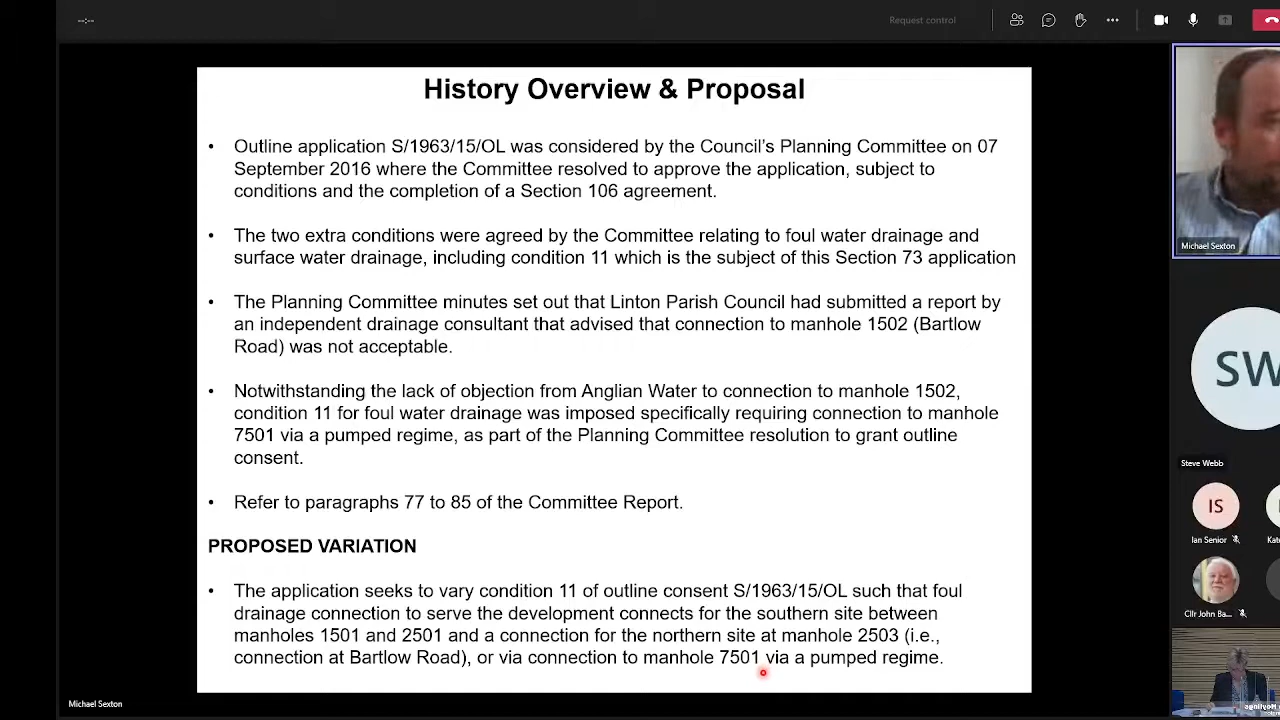 --:--
Request control
History Overview & Proposal
• Outline application S/1963/15/OL was considered by the Council's Planning Committee on 07
September 2016 where the Committee resolved to approve the application, subject to
conditions and the completion of a Section 106 agreement.
• The two extra conditions were agreed by the Committee relating to foul water drainage and
surface water drainage, including condition 11 which is the subject of this Section 73 application
• The Planning Committee minutes set out that Linton Parish Council had submitted a report by
an independent drainage consultant that advised that connection to manhole 1502 (Bartlow
Road) was not acceptable.
• Notwithstanding the lack of objection from Anglian Water to connection to manhole 1502,
condition 11 for foul water drainage was imposed specifically requiring connection to manhole
7501 via a pumped regime, as part of the Planning Committee resolution to grant outline
consent.
• Refer to paragraphs 77 to 85 of the Committee Report.
PROPOSED VARIATION
• The application seeks to vary condition 11 of outline consent S/1963/15/OL such that foul
drainage connection to serve the development connects for the southern site between
manholes 1501 and 2501 and a connection for the northern site at manhole 2503 (i.e.,
connection at Bartlow Road), or via connection to manhole 7501 via a pumped regime.
Michael Sexton
Michael Sexton
SW
Steve Webb
IS
Ian Senior
Kat
Cllr John Ba...